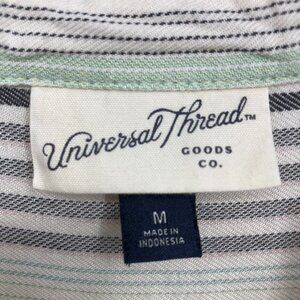 Universal Thread™
GOODS
CO.
M
MADE IN
INDONESIA